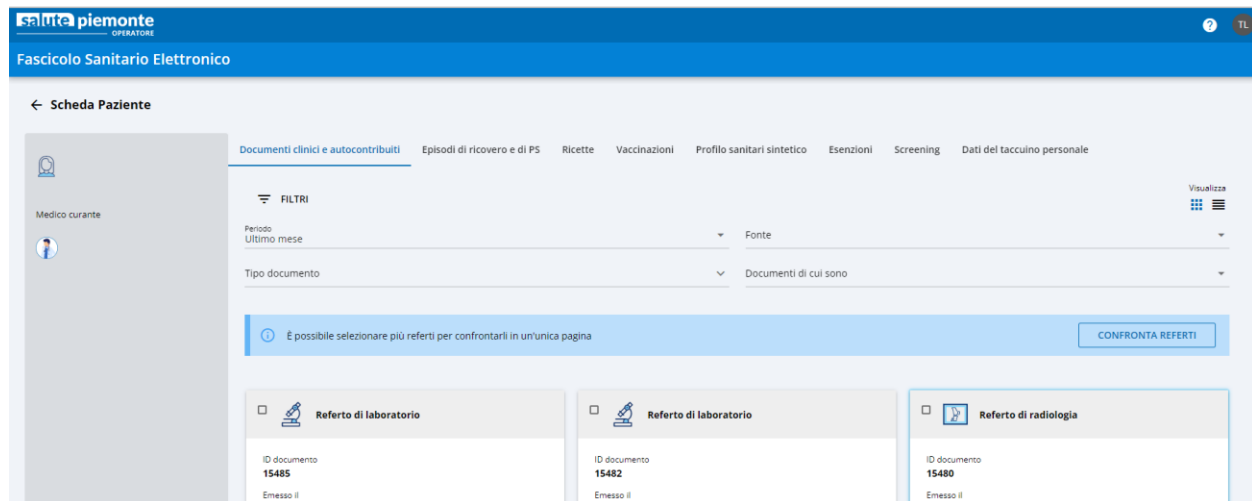 salute piemonte
OPERATORE
TL
Fascicolo Sanitario Elettronico
Scheda Paziente
Medico curante
Documenti clinici e autocontribuiti Episodi di ricovero e di PS Ricette Vaccinazioni Profilo sanitari sintetico Esenzioni Screening Dati del taccuino personale
FILTRI
Visualizza
Periodo
Ultimo mese
Fonte
Tipo documento
Documenti di cui sono
È possibile selezionare più referti per confrontarli in un'unica pagina
CONFRONTA REFERTI
Referto di laboratorio
ID documento
15485
Emesso il
Referto di laboratorio
ID documento
15482
Emesso il
Referto di radiologia
ID documento
15480
Emesso il